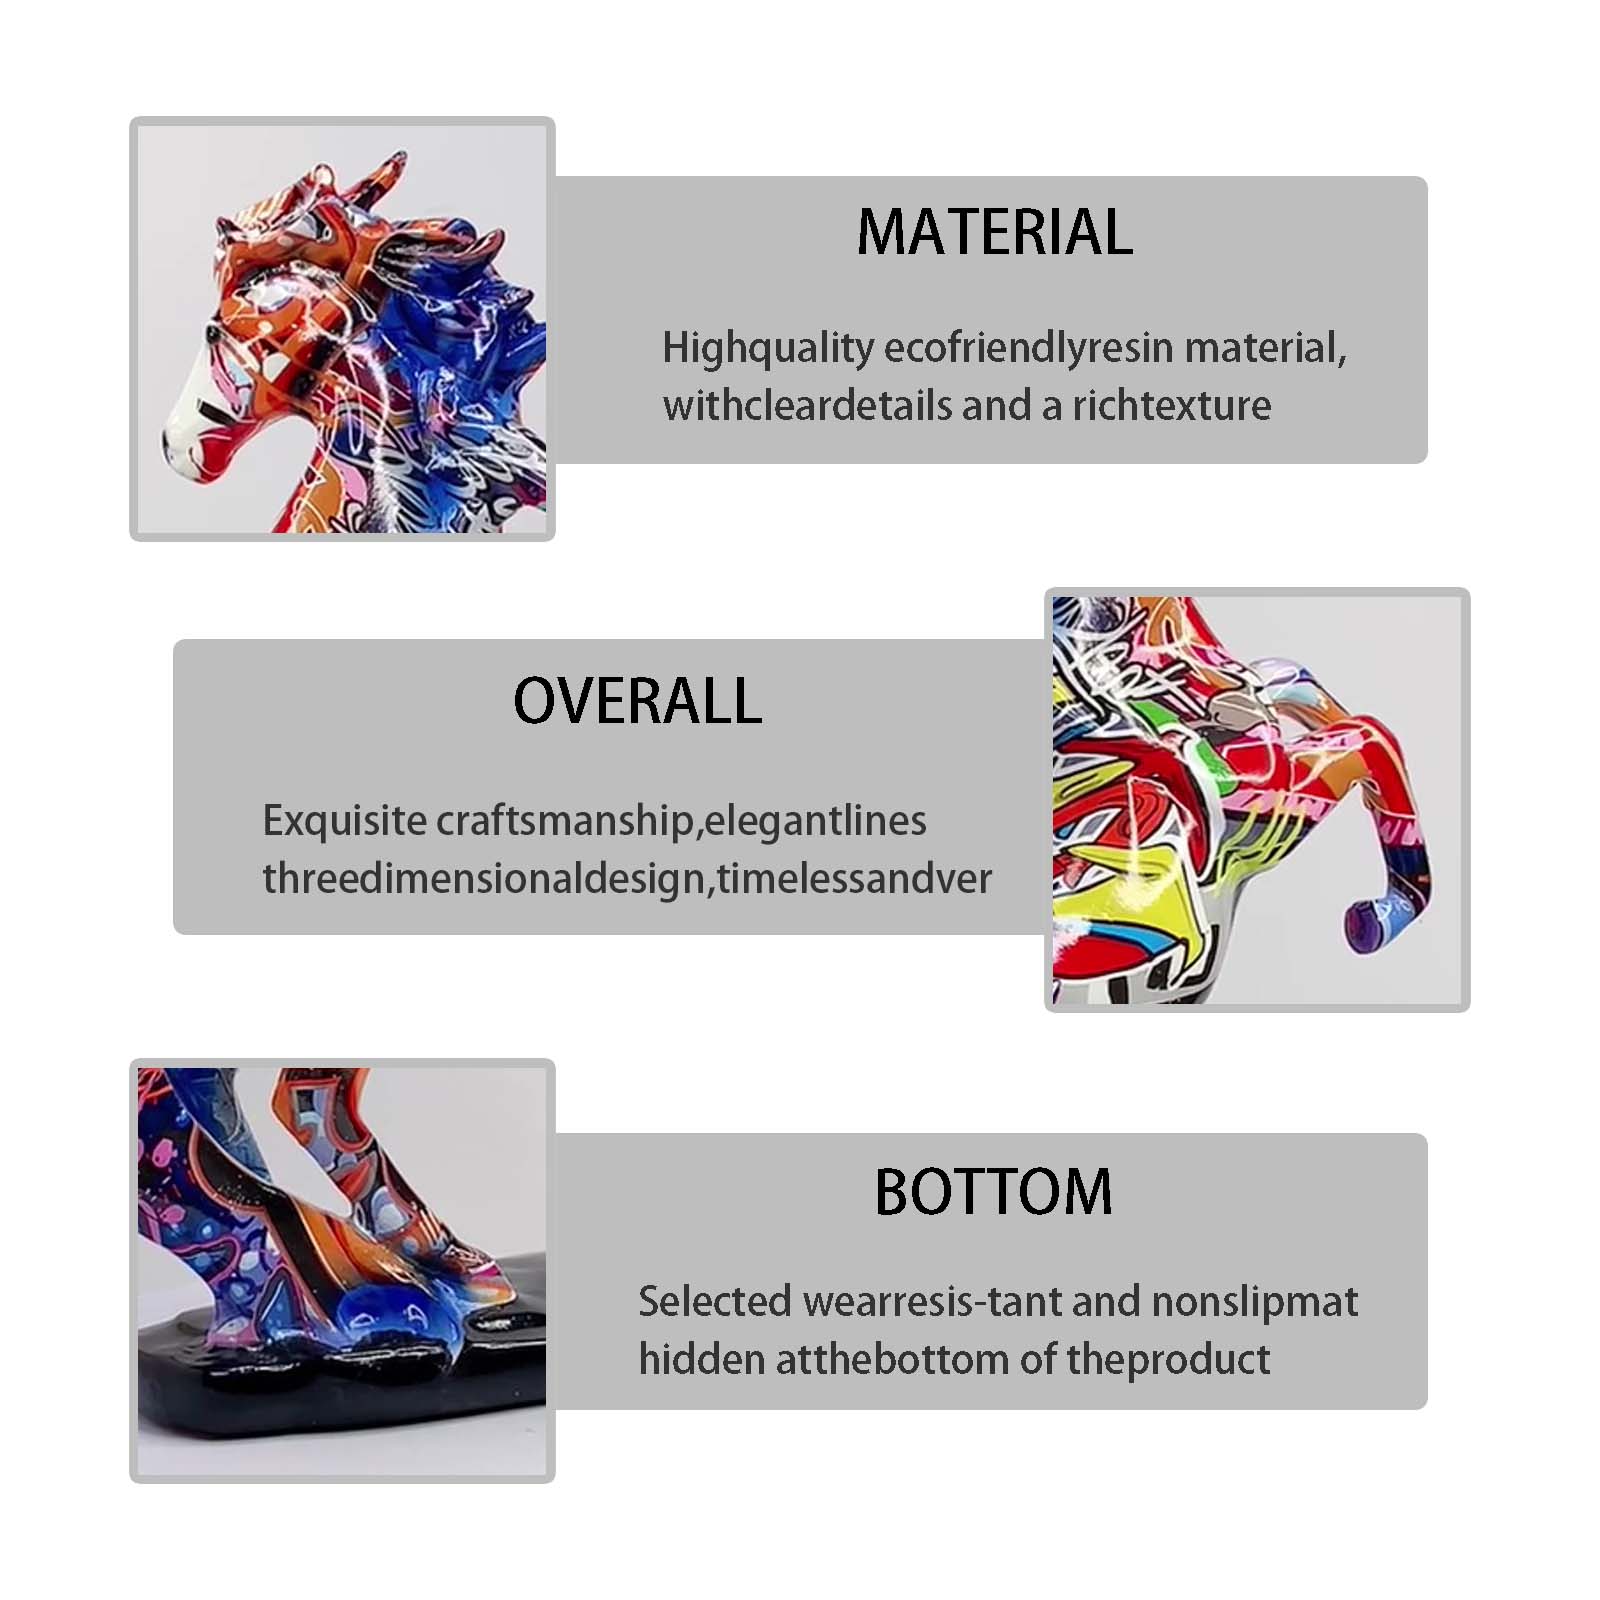 MATERIAL
Highquality ecofriendlyresin material,
withcleardetails and a richtexture
OVERALL
Exquisite craftsmanship,elegantlines
threedimensionaldesign,timelessandver
BOTTOM
Selected wearresis-tant and nonslipmat
hidden atthebottom of theproduct